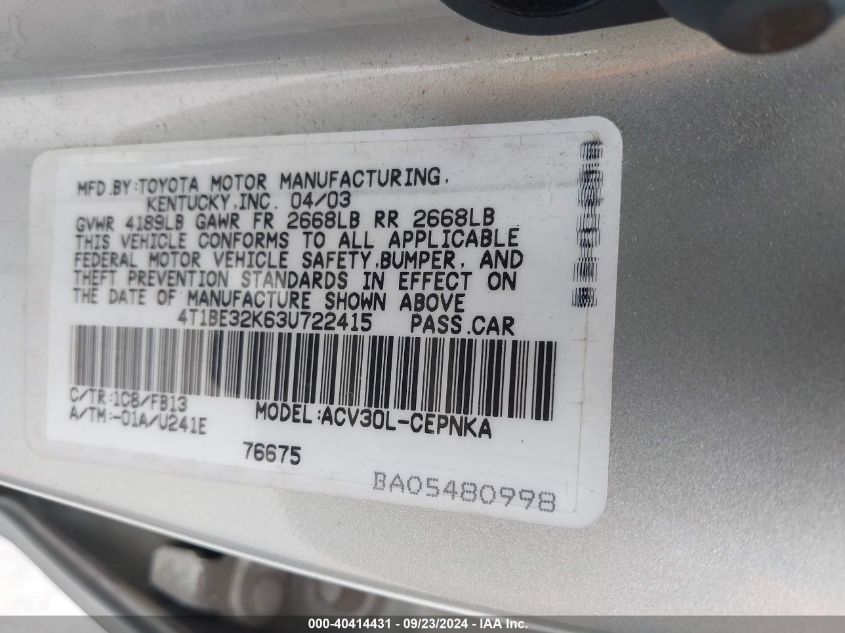 MFD.BY:TOYOTA MOTOR MANUFACTURING,
KENTUCKY,INC. 04/03
GVWR 4189LB GAWR FR 2668LB RR 2668LB
THIS VEHICLE CONFORMS TO ALL APPLICABLE
FEDERAL MOTOR VEHICLE SAFETY,BUMPER, AND
THEFT PREVENTION STANDARDS IN EFFECT ON
THE DATE OF MANUFACTURE SHOWN ABOVE
4T1BE32K63U722415 PASS.CAR
C/TR:1C8/FB13
A/TM:-01A/U241E
MODEL:ACV30L-CEPNKA
76675
BA05480998
000-40414431 - 09/23/2024 - IAA Inc.